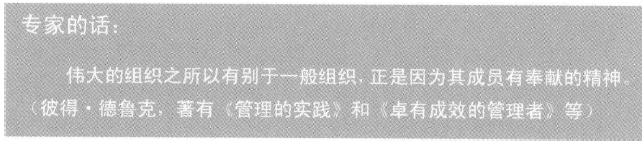 专家的话：
伟大的组织之所以有别于一般组织，正是因为其成员有奉献的精神。
（彼得·德鲁克，著有《管理的实践》和《卓有成效的管理者》等）